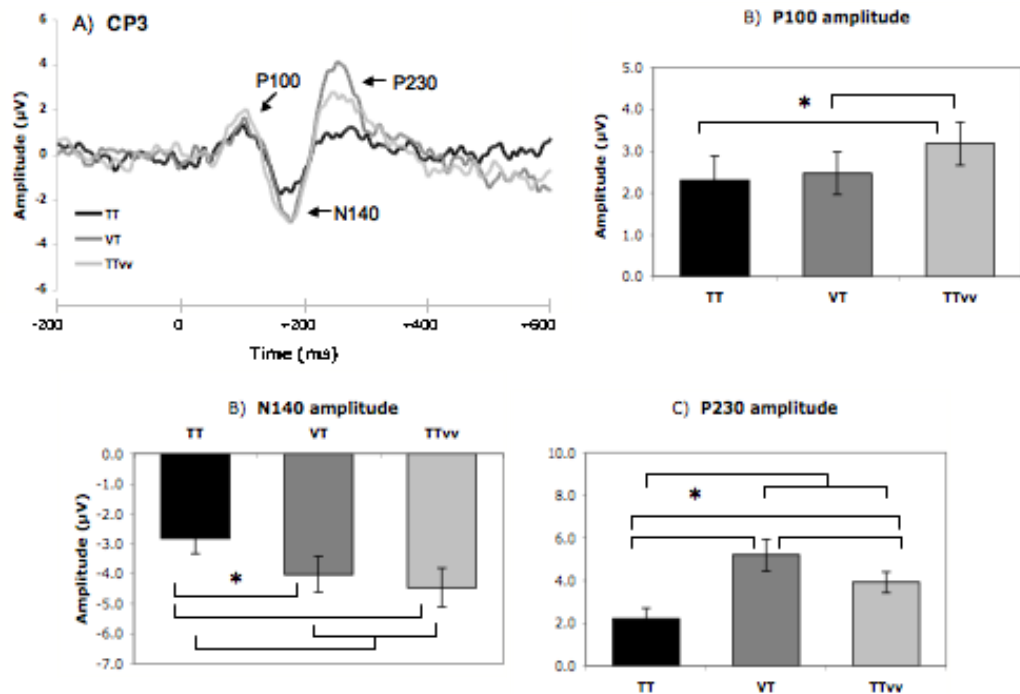 A) CP3
Amplitude (µV)
6
4
2
0
-2
-4
-6
P100
P230
N140
TT
VT
TTvv
-200 0 +200 +400 +600
Time (ms)
B) P100 amplitude
Amplitude (µV)
5.0
4.0
3.0
2.0
1.0
0.0
*
TT VT TTvv
B) N140 amplitude
TT VT TTvv
Amplitude (µV)
0.0
-1.0
-2.0
-3.0
-4.0
-5.0
-6.0
-7.0
*
C) P230 amplitude
10.0
8.0
6.0
4.0
2.0
0.0
*
TT VT TTvv